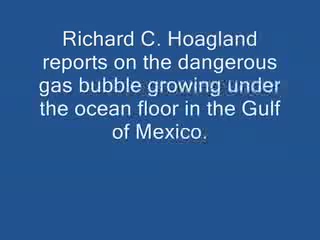 Richard C. Hoagland
reports on the dangerous
gas bubble growing under
the ocean floor in the Gulf
of Mexico.